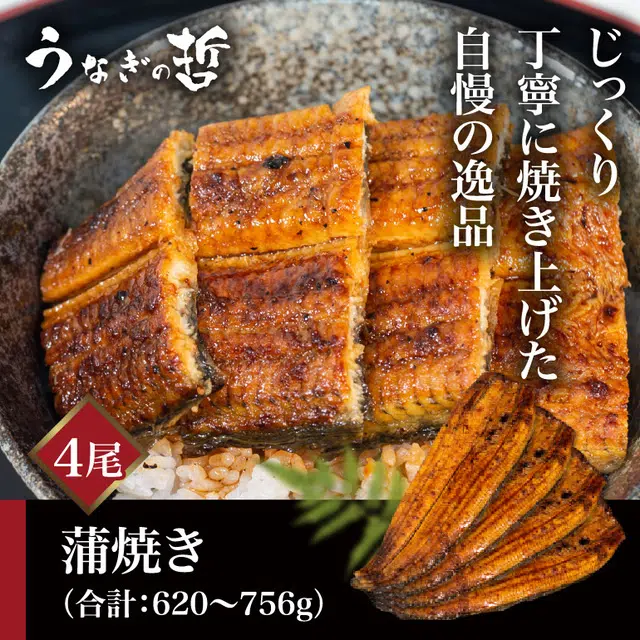 うなぎの哲
じっくり
丁寧に焼き上げた
自慢の逸品
4尾
蒲焼き
（合計：620～756g）